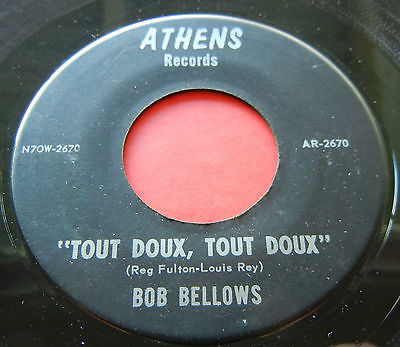 ATHENS
Records
N7OW-2670 AR-2670
"TOUT DOUX, TOUT DOUX"
(Reg Fulton-Louis Rey)
BOB BELLOWS